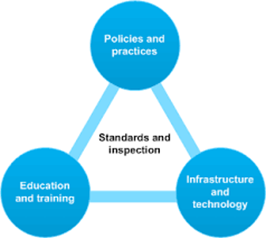 Policies and
practices
Standards and
inspection
Education
and training
Infrastructure
and
technology